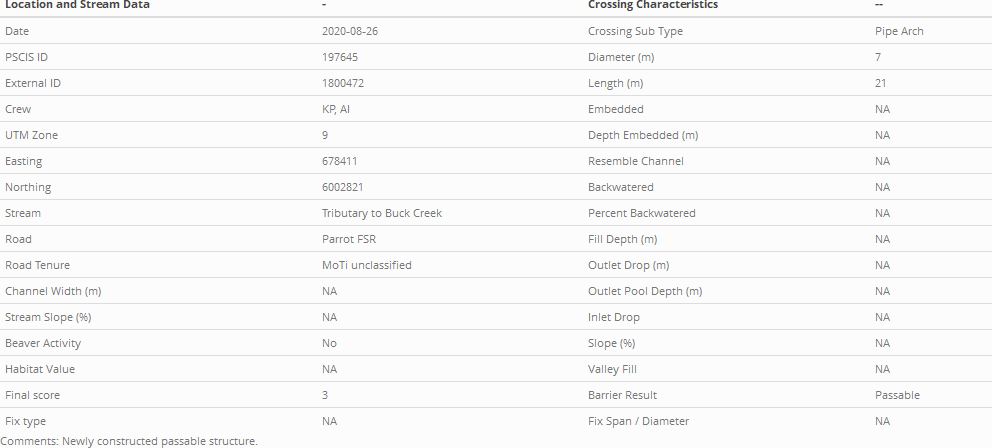 Location and Stream Data - Crossing Characteristics --
Date 2020-08-26 Crossing Sub Type Pipe Arch
PSCIS ID 197645 Diameter (m) 7
External ID 1800472 Length (m) 21
Crew KP, AI Embedded NA
UTM Zone 9 Depth Embedded (m) NA
Easting 678411 Resemble Channel NA
Northing 6002821 Backwatered NA
Stream Tributary to Buck Creek Percent Backwatered NA
Road Parrot FSR Fill Depth (m) NA
Road Tenure MoTi unclassified Outlet Drop (m) NA
Channel Width (m) NA Outlet Pool Depth (m) NA
Stream Slope (%) NA Inlet Drop NA
Beaver Activity No Slope (%) NA
Habitat Value NA Valley Fill NA
Final score 3 Barrier Result Passable
Fix type NA Fix Span / Diameter NA
Comments: Newly constructed passable structure.